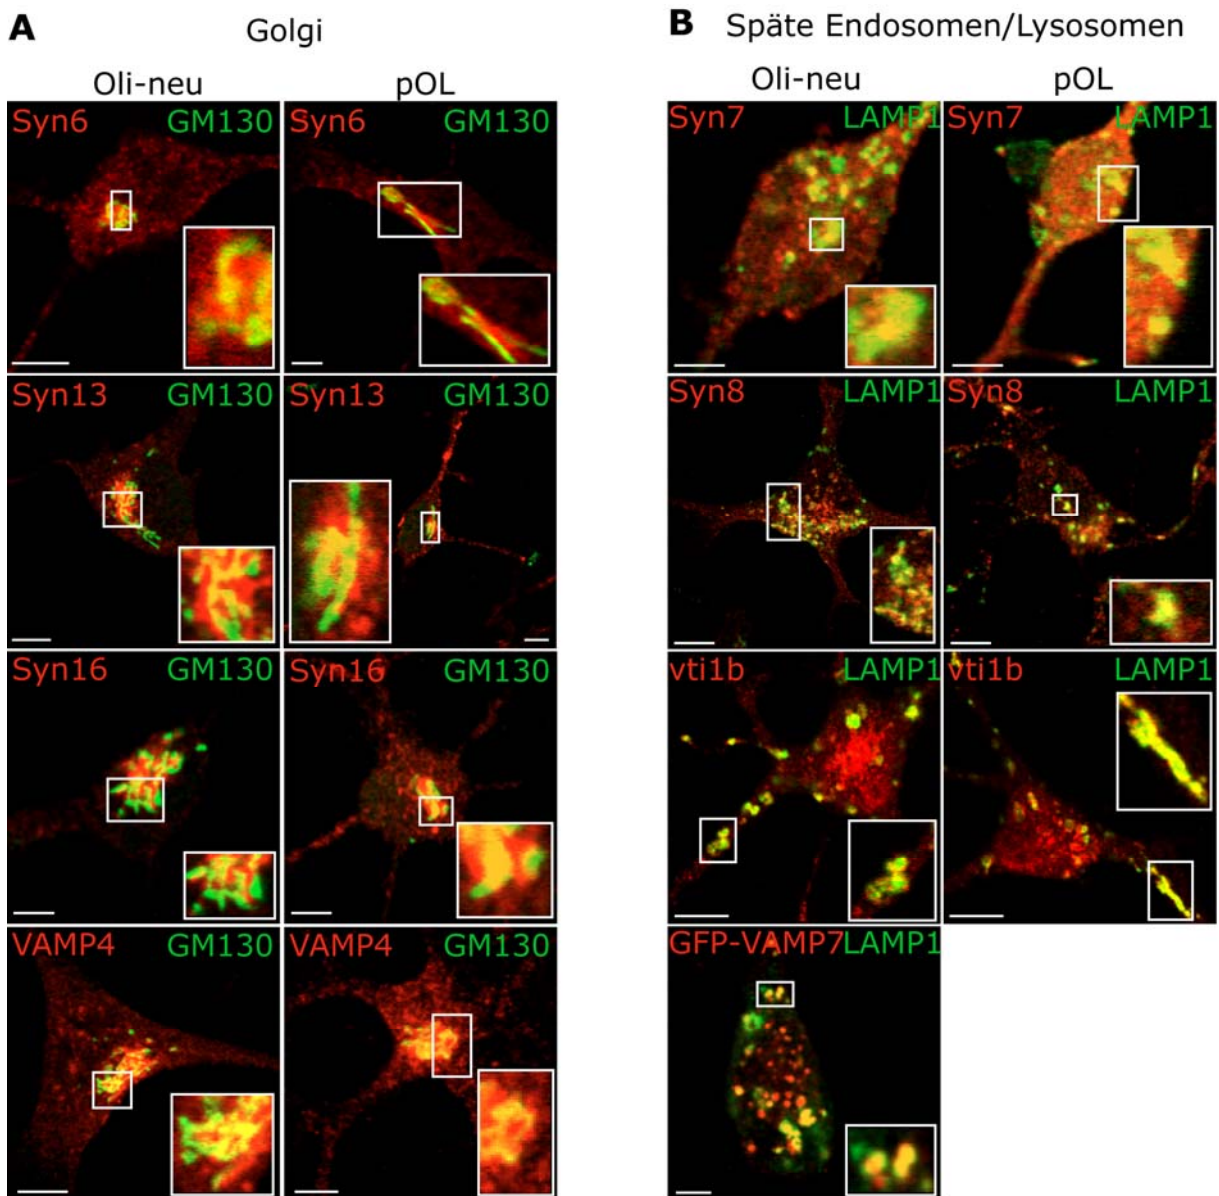 A Golgi
Oli-neu pOL
Syn6 GM130 Syn6 GM130
Syn13 GM130 Syn13 GM130
Syn16 GM130 Syn16 GM130
VAMP4 GM130 VAMP4 GM130
B Späte Endosomen/Lysosomen
Oli-neu pOL
Syn7 LAMP1 Syn7 LAMP1
Syn8 LAMP1 Syn8 LAMP1
vti1b LAMP1 vti1b LAMP1
GFP-VAMP7 LAMP1